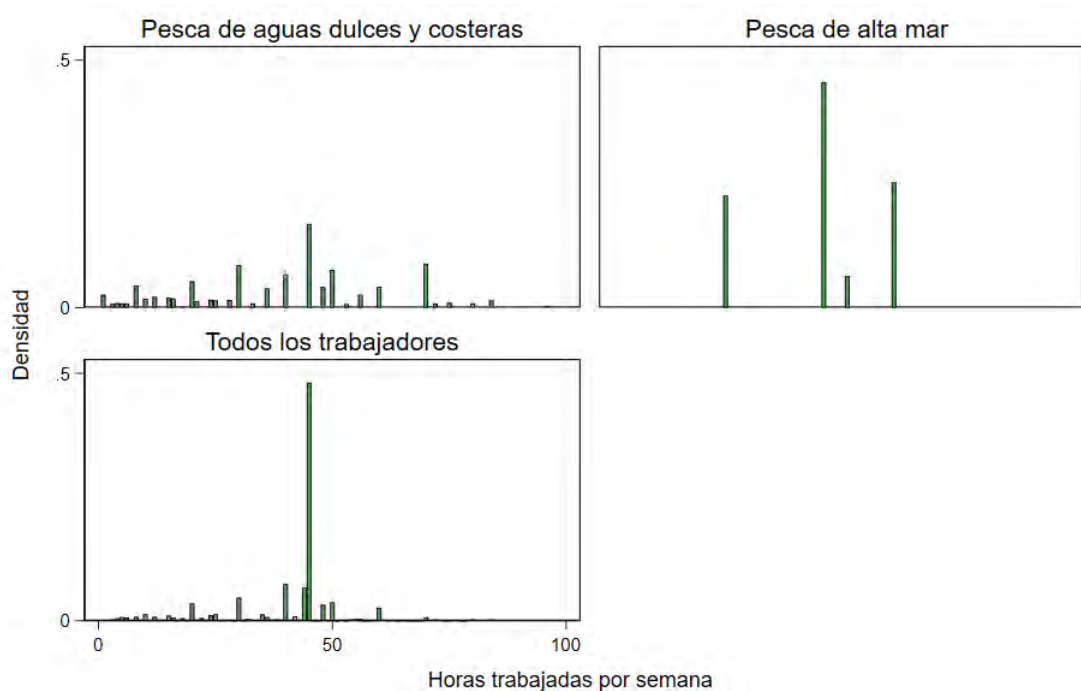 Pesca de aguas dulces y costeras
Pesca de alta mar
.5
0
Todos los trabajadores
Densidad
.5
0
0
50
100
Horas trabajadas por semana